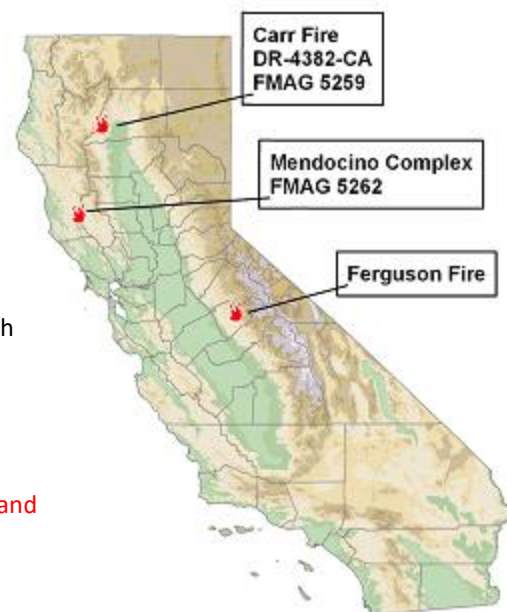 Carr Fire
DR-4382-CA
FMAG 5259
Mendocino Complex
FMAG 5262
Ferguson Fire
and